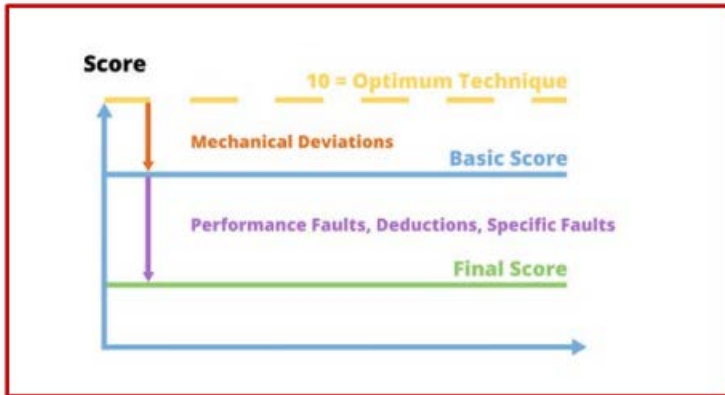 Score
10 = Optimum Technique
Mechanical Deviations
Basic Score
Performance Faults, Deductions, Specific Faults
Final Score